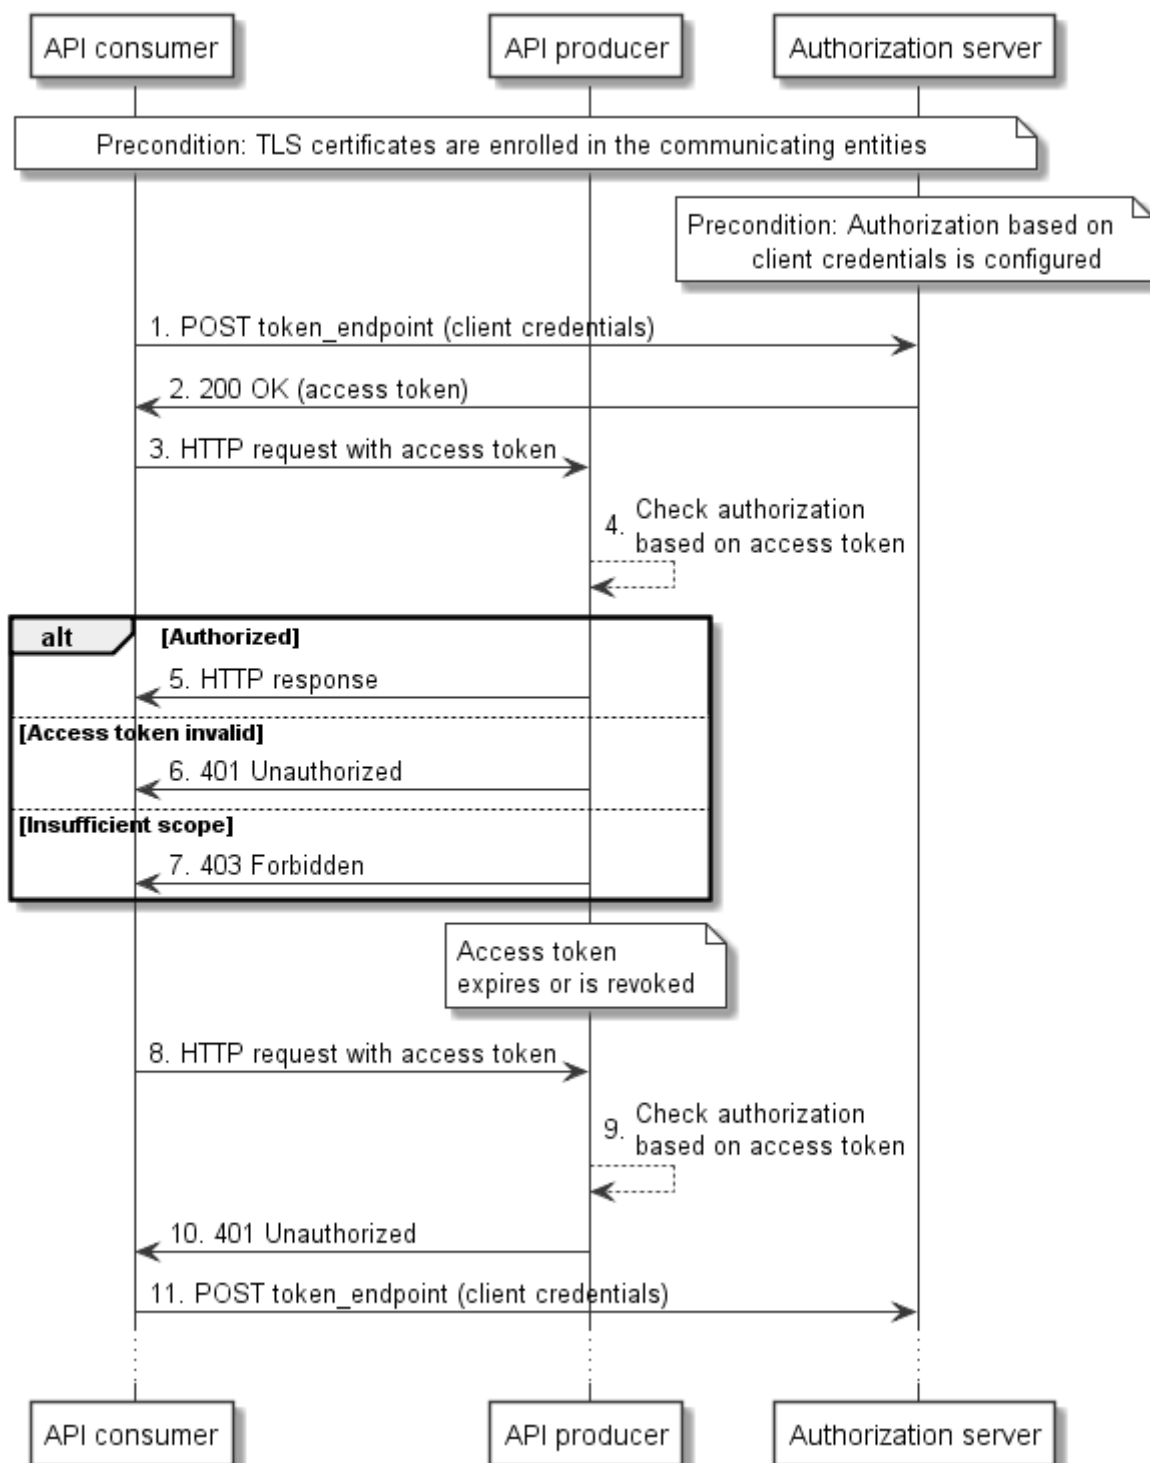 API consumer
API producer
Authorization server
Precondition: TLS certificates are enrolled in the communicating entities
Precondition: Authorization based on
client credentials is configured
1. POST token_endpoint (client credentials)
2. 200 OK (access token)
3. HTTP request with access token
4. Check authorization
based on access token
alt [Authorized]
5. HTTP response
[Access token invalid]
6. 401 Unauthorized
[Insufficient scope]
7. 403 Forbidden
Access token
expires or is revoked
8. HTTP request with access token
9. Check authorization
based on access token
10. 401 Unauthorized
11. POST token_endpoint (client credentials)
API consumer
API producer
Authorization server